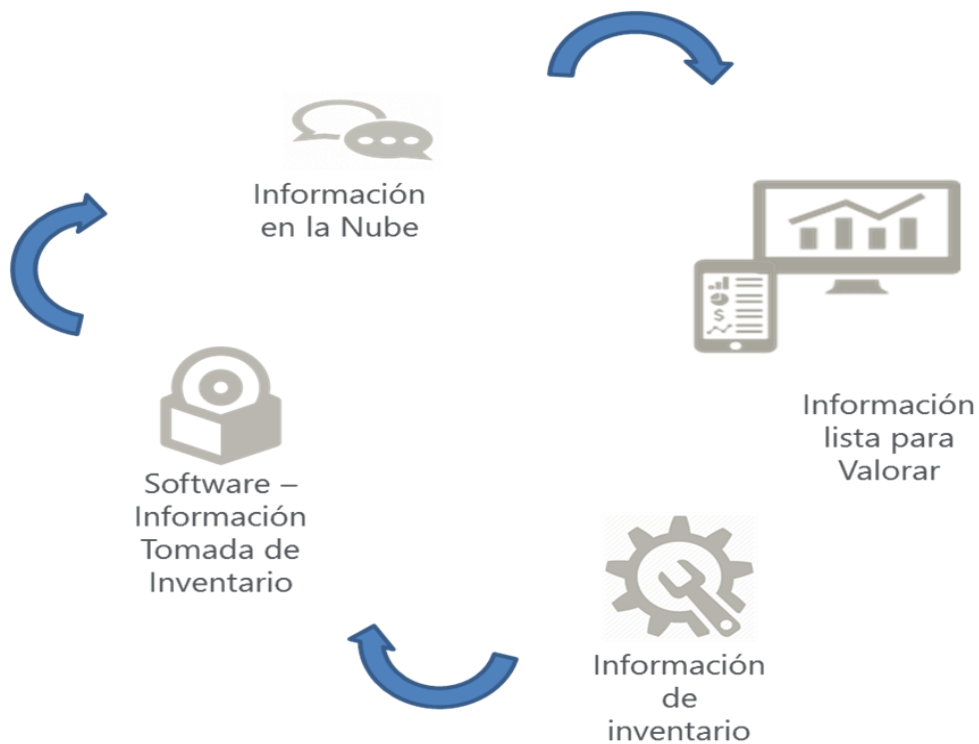 Información
en la Nube
$
Información
lista para
Valorar
Software –
Información
Tomada de
Inventario
Información
de
inventario